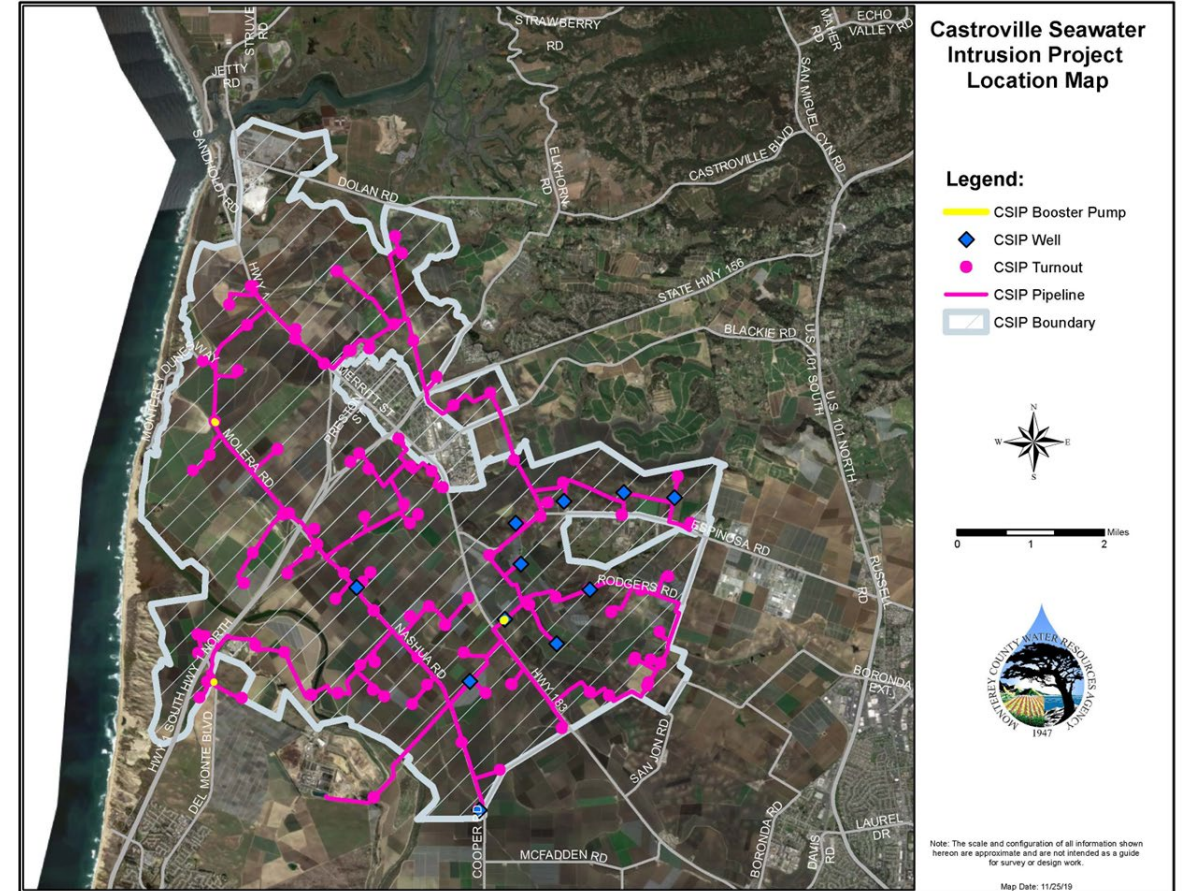 Castroville Seawater
Intrusion Project
Location Map
Legend:
CSIP Booster Pump
CSIP Well
CSIP Turnout
CSIP Pipeline
CSIP Boundary
N
W
E
S
Miles
0
1
2
MONTEREY COUNTY WATER RESOURCES AGENCY
1947
Note: The scale and configuration of all information shown
hereon are approximate and are not intended as a guide
for survey or design work.
Map Date: 11/25/19
STRUVE
RD
JETTY
RD
STRAWBERRY
RD
MAHER
RD
ECHO
VALLEY RD
SANDHOLDT RD
DOLAN RD
ELKHORN
RD
CASTROVILLE BLVD
SAN MIGUEL CYN RD
HWY 1
STATE HWY 156
BLACKIE RD
U.S. 101 SOUTH
U.S. 101 NORTH
MONTEREY DUNES WAY
MERRITT ST
PRESTON
MOLERA RD
ESPINOSA RD
RODGERS RD
RUSSELL
RD
NASHUA RD
HWY 183
HWY 1 SOUTH
HWY 1 NORTH
DEL MONTE BLVD
SAN JON RD
BORONDA
EXT.
COOPER RD
MCFADDEN RD
BORONDA RD
DAVIS
RD
LAUREL
DR